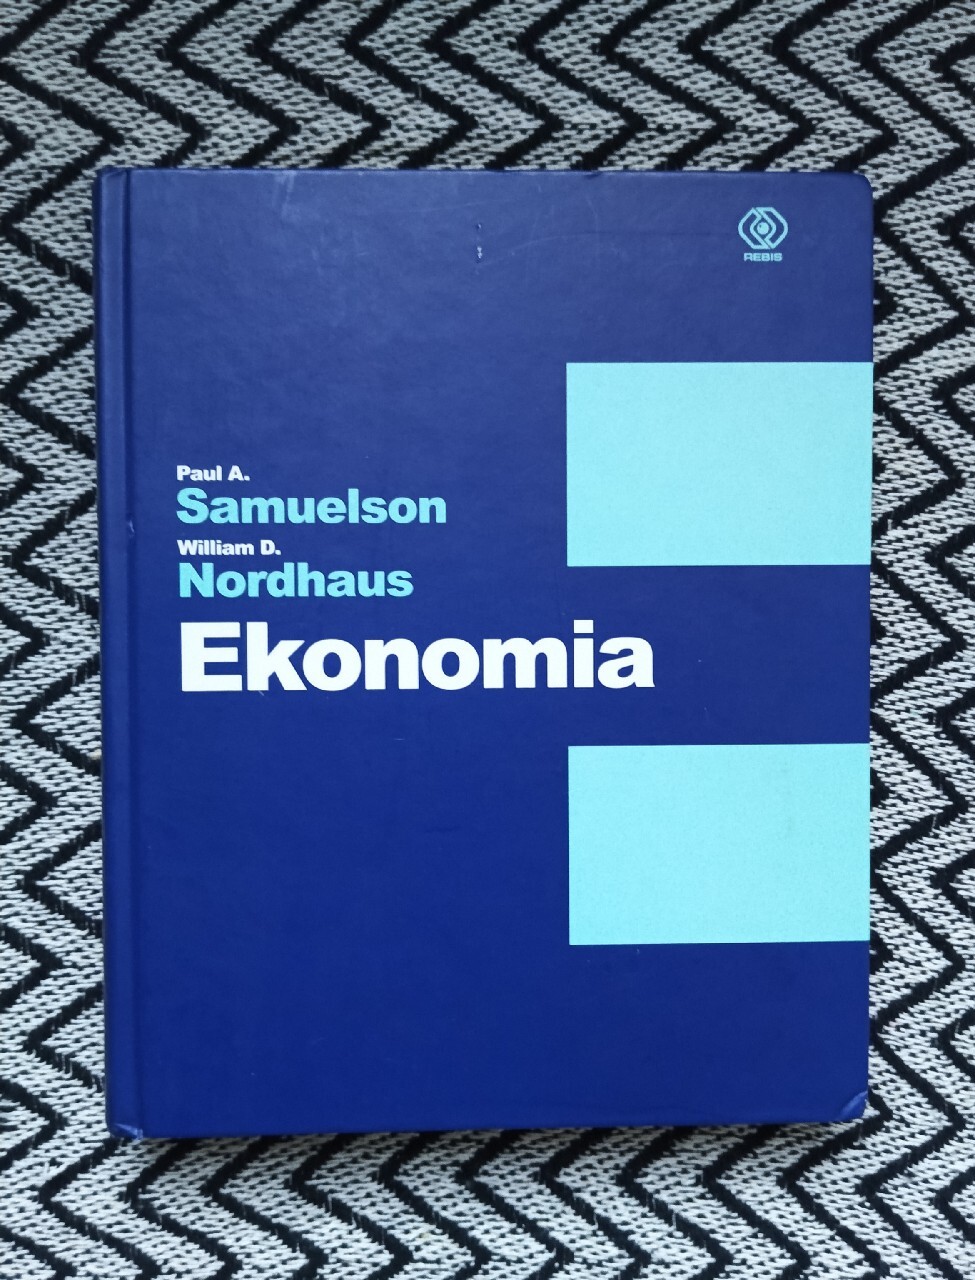 REBIS
Paul A.
Samuelson
William D.
Nordhaus
Ekonomia